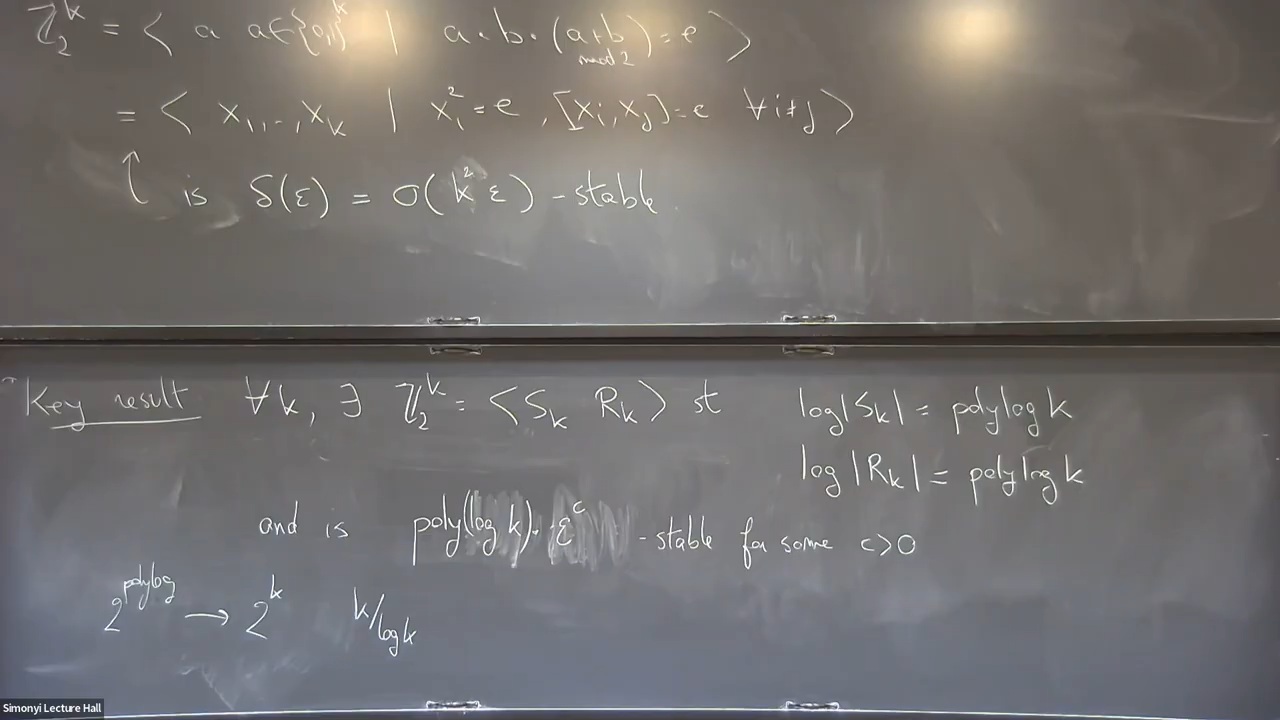 ℤ₂ᵏ = ⟨ a a∈{0,1}ᵏ | a·b·(a+b) = e ⟩
mod 2
= ⟨ x₁,..,xₖ | xᵢ² = e , [xᵢ,xⱼ]=e ∀i≠j ⟩
is δ(ε) = O(k²ε) - stable.
Key result ∀k, ∃ ℤ₂ᵏ = ⟨Sₖ Rₖ⟩ st log|Sₖ| = polylog k
log |Rₖ| = polylog k
and is poly(log k)·εᶜ - stable for some c>0
2^polylog → 2ᵏ k/log k
Simonyi Lecture Hall